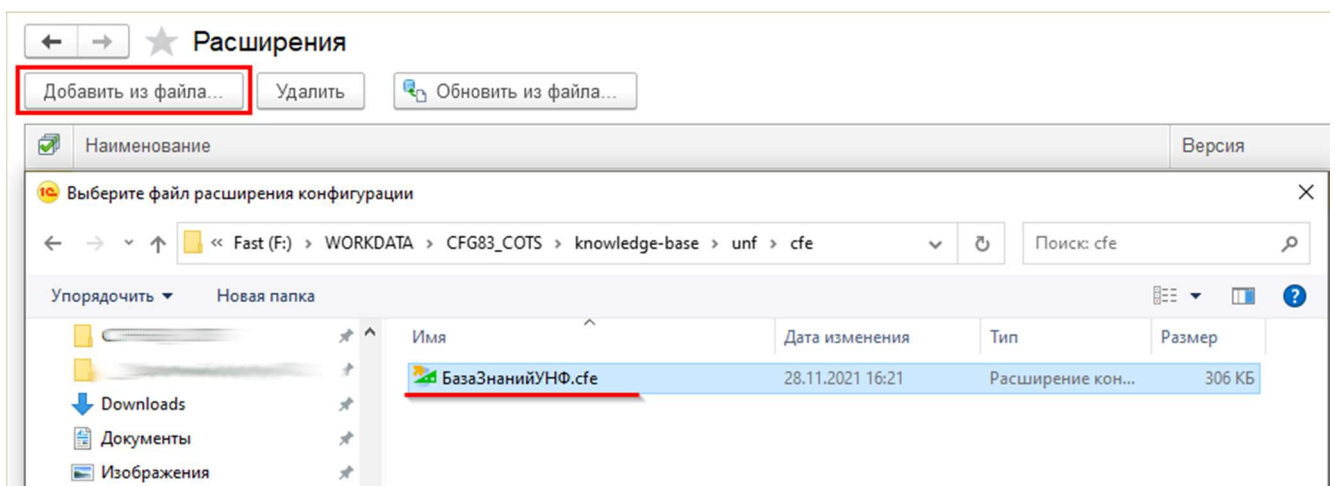 Расширения
Добавить из файла... Удалить Обновить из файла...
Наименование Версия
1С Выберите файл расширения конфигурации
« Fast (F:) > WORKDATA > CFG83_COTS > knowledge-base > unf > cfe Поиск: cfe
Упорядочить Новая папка
Имя Дата изменения Тип Размер
БазаЗнанийУНФ.cfe 28.11.2021 16:21 Расширение кон... 306 КБ
Downloads
Документы
Изображения